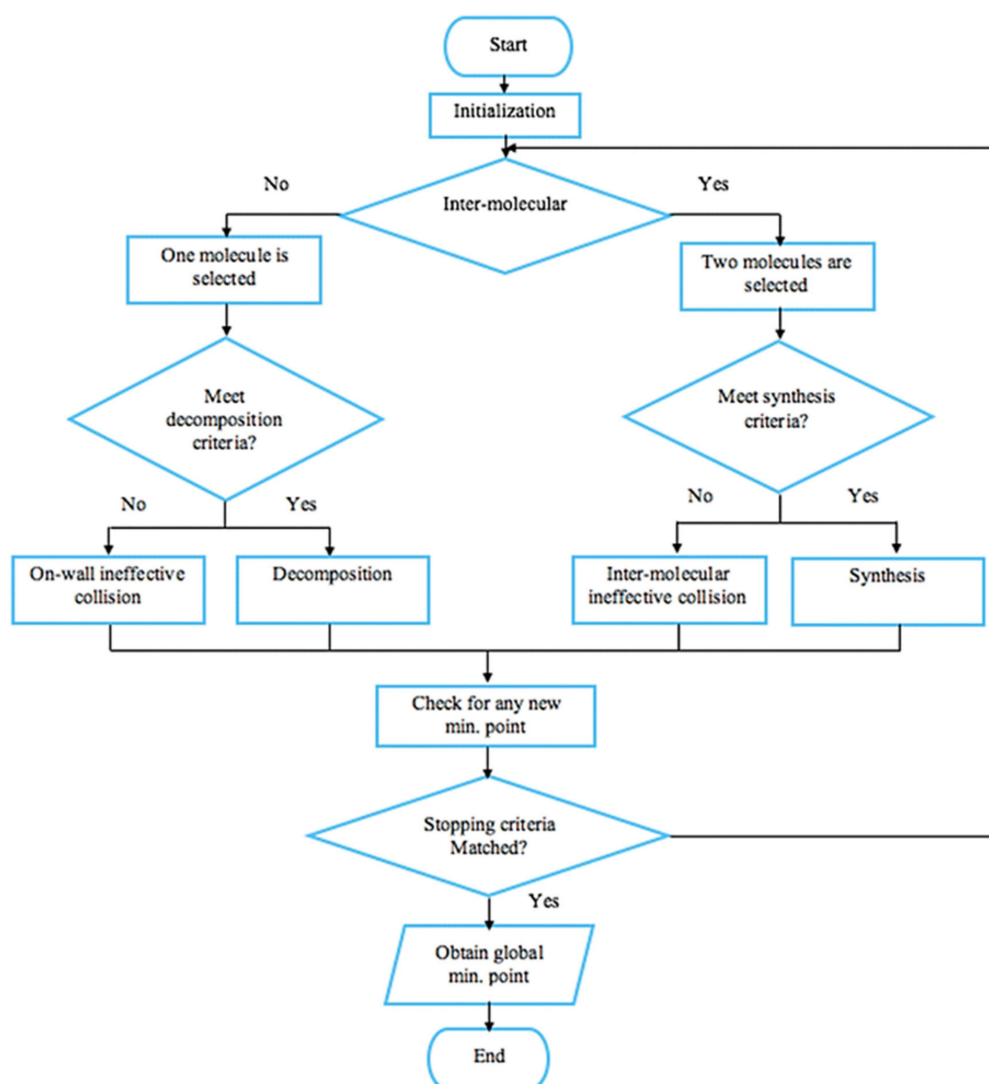 Start
Initialization
No
Inter-molecular
Yes
One molecule is
selected
Two molecules are
selected
Meet
decomposition
criteria?
Meet synthesis
criteria?
No
Yes
No
Yes
On-wall ineffective
collision
Decomposition
Inter-molecular
ineffective collision
Synthesis
Check for any new
min. point
Stopping criteria
Matched?
Yes
Obtain global
min. point
End